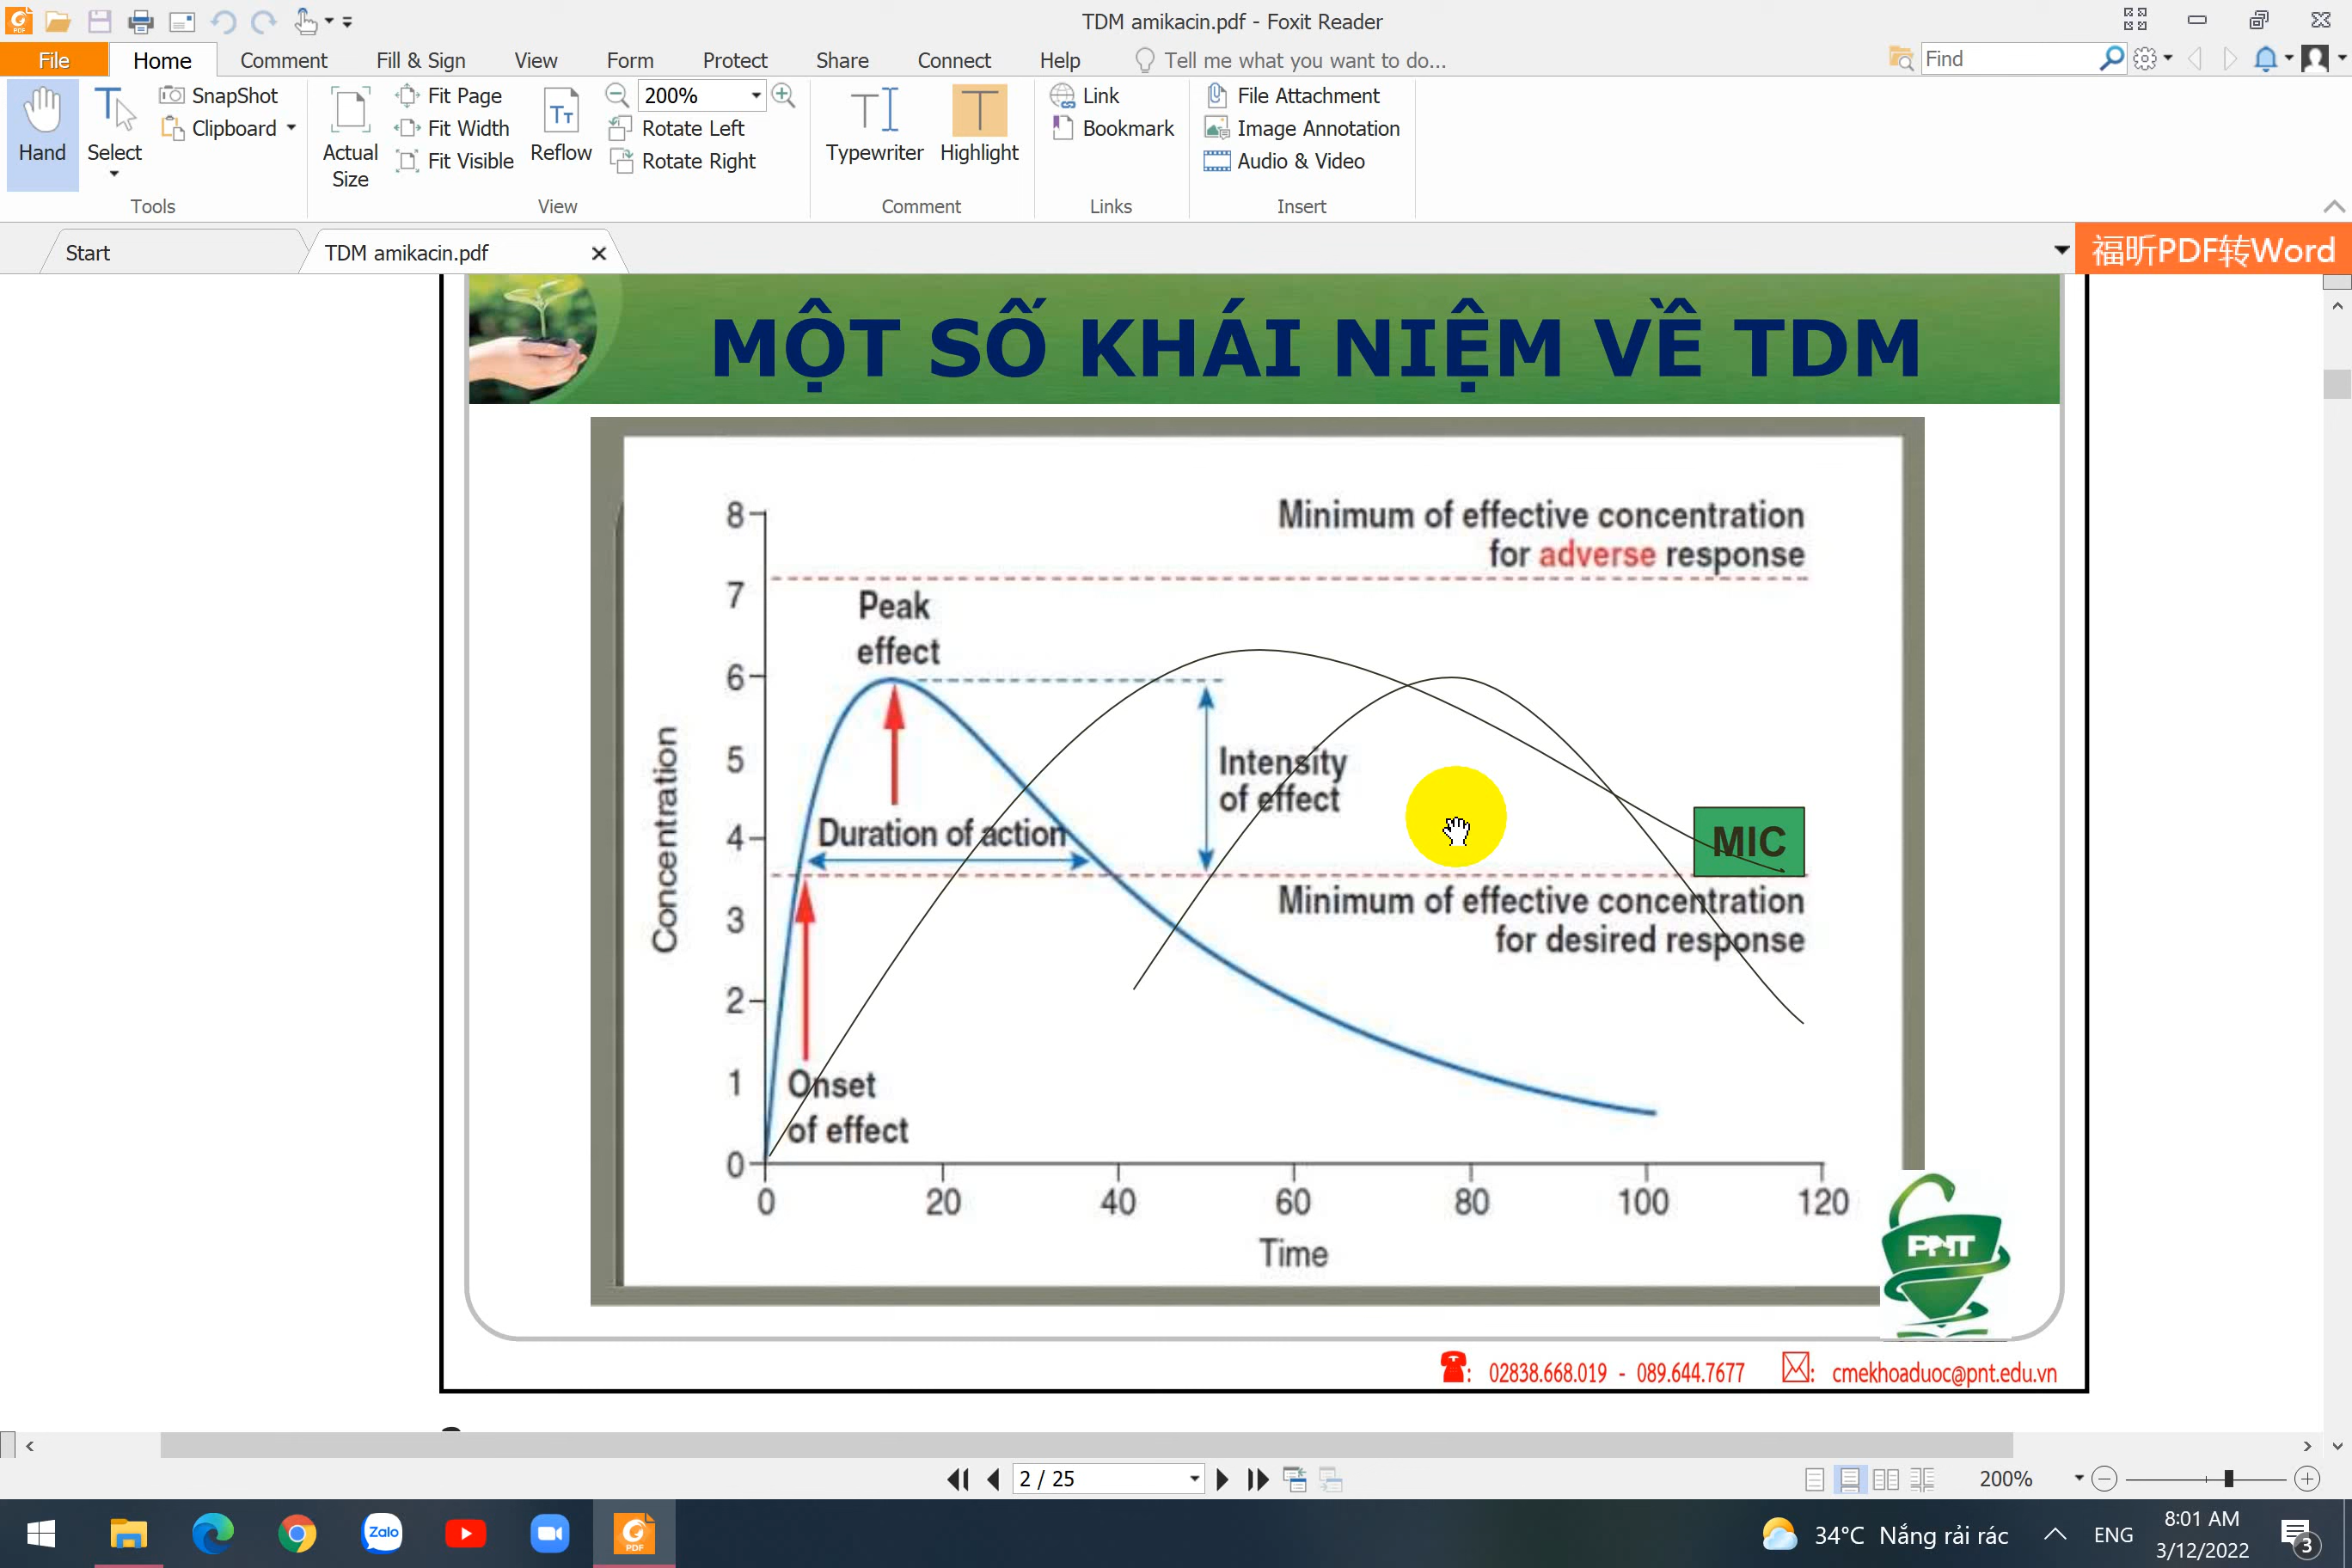 TDM amikacin.pdf - Foxit Reader
File Home Comment Fill & Sign View Form Protect Share Connect Help Tell me what you want to do... Find
Hand
Select
SnapShot
Clipboard
Tools
Actual
Size
Fit Page
Fit Width
Fit Visible
Reflow
200%
Rotate Left
Rotate Right
View
Typewriter
Highlight
Comment
Link
Bookmark
Links
File Attachment
Image Annotation
Audio & Video
Insert
Start
TDM amikacin.pdf
福昕PDF转Word
MỘT SỐ KHÁI NIỆM VỀ TDM
Minimum of effective concentration
for adverse response
Peak
effect
Intensity
of effect
Duration of action
MIC
Minimum of effective concentration
for desired response
Onset
of effect
Concentration
8
7
6
5
4
3
2
1
0
0 20 40 60 80 100 120
Time
PNT
: 02838.668.019 - 089.644.7677 : cmekhoaduoc@pnt.edu.vn
2 / 25
200%
Zalo
PDF
34°C Nắng rải rác
ENG
8:01 AM
3/12/2022
3